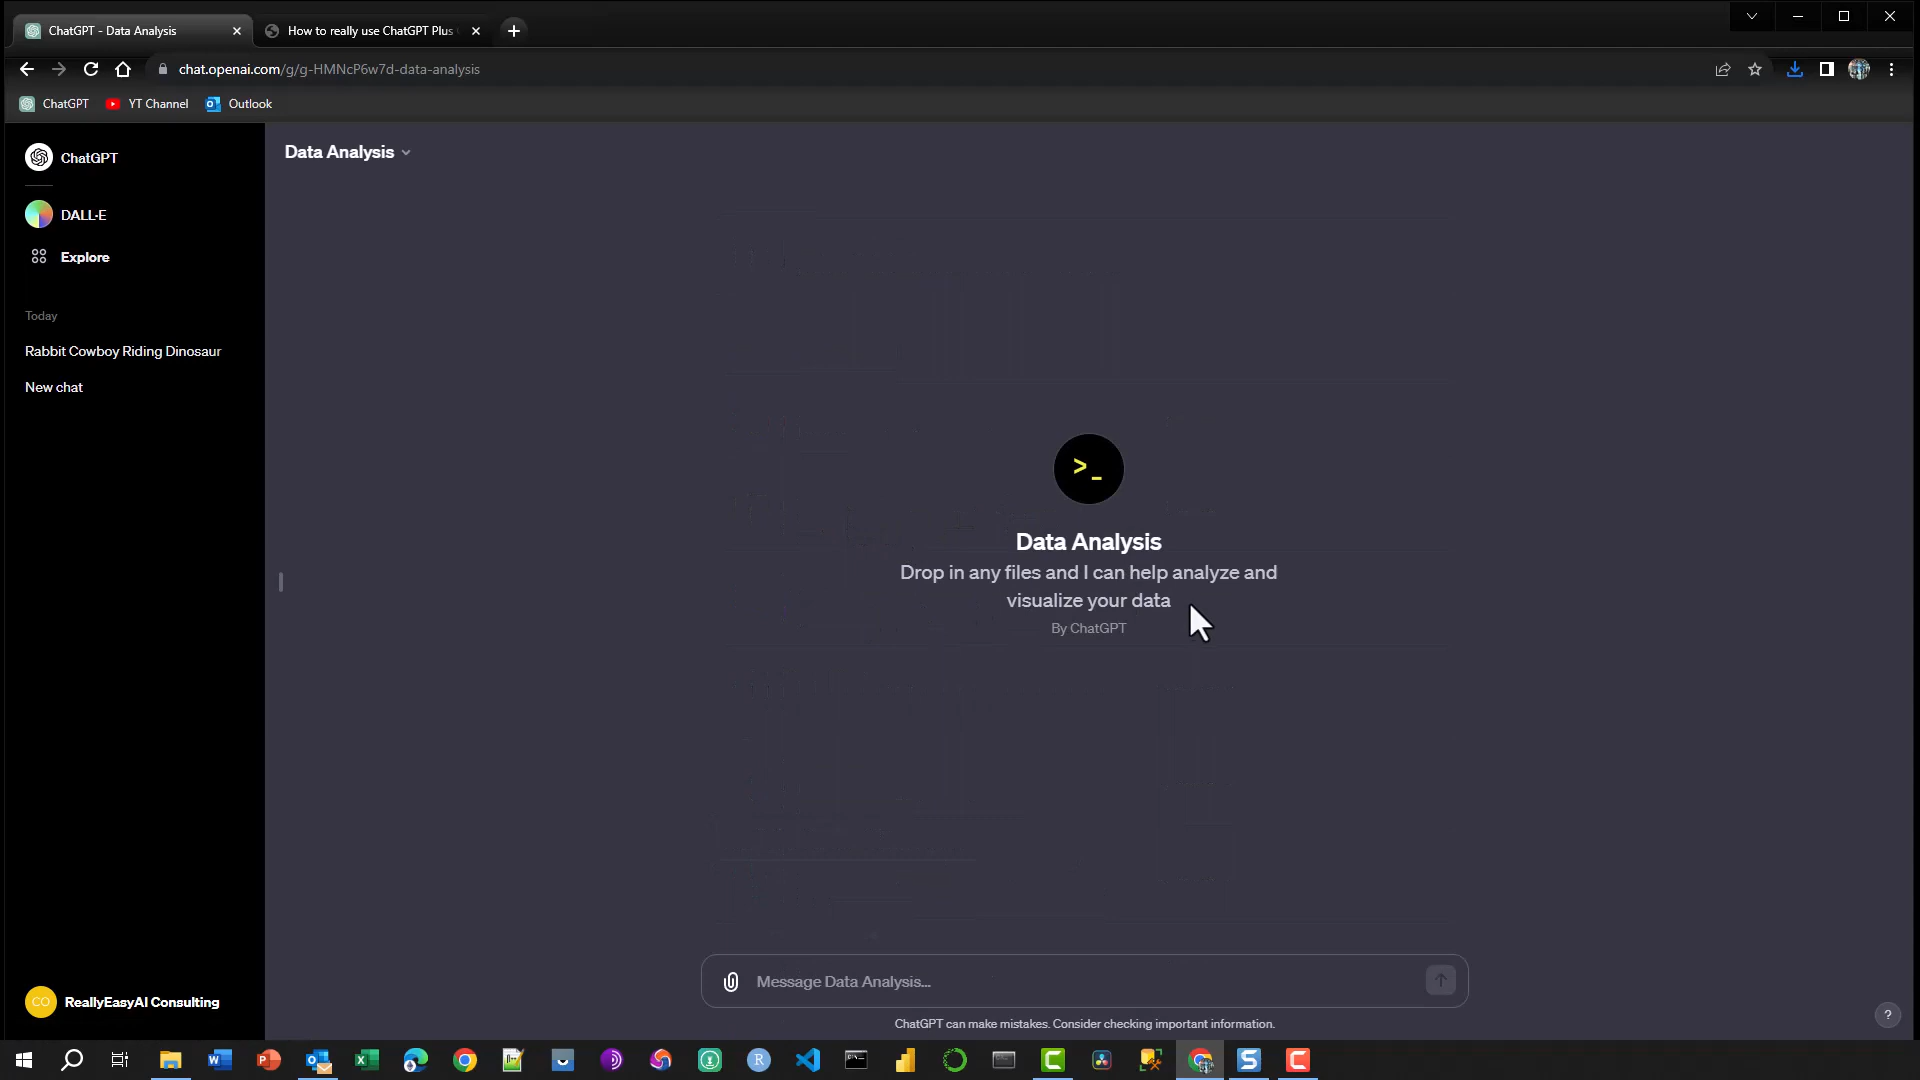 ChatGPT - Data Analysis
How to really use ChatGPT Plus
chat.openai.com/g/g-HMNcP6w7d-data-analysis
ChatGPT
YT Channel
Outlook
ChatGPT
DALL·E
Explore
Today
Rabbit Cowboy Riding Dinosaur
New chat
CO
ReallyEasyAI Consulting
Data Analysis
>_
Data Analysis
Drop in any files and I can help analyze and
visualize your data
By ChatGPT
Message Data Analysis...
ChatGPT can make mistakes. Consider checking important information.
?